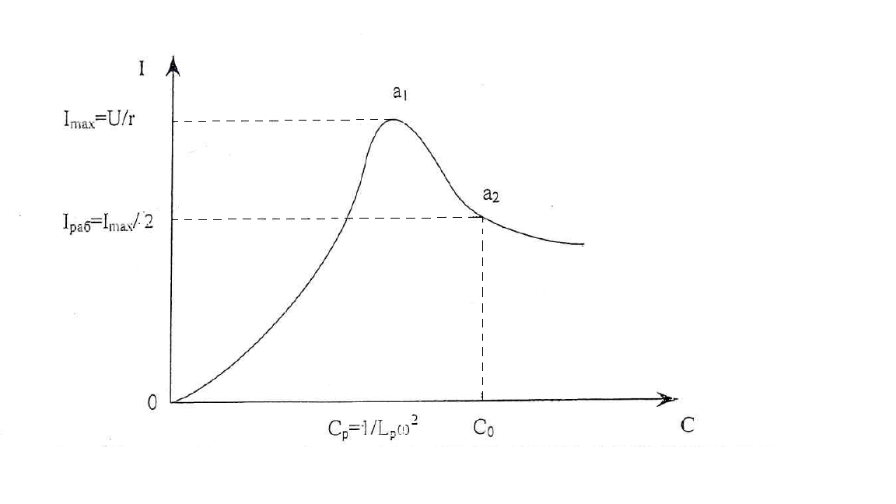 I
a₁
Iₘₐₓ=U/r
a₂
Iраб=Iₘₐₓ/ 2
0
Cₚ=1/Lₚω²
C₀
C